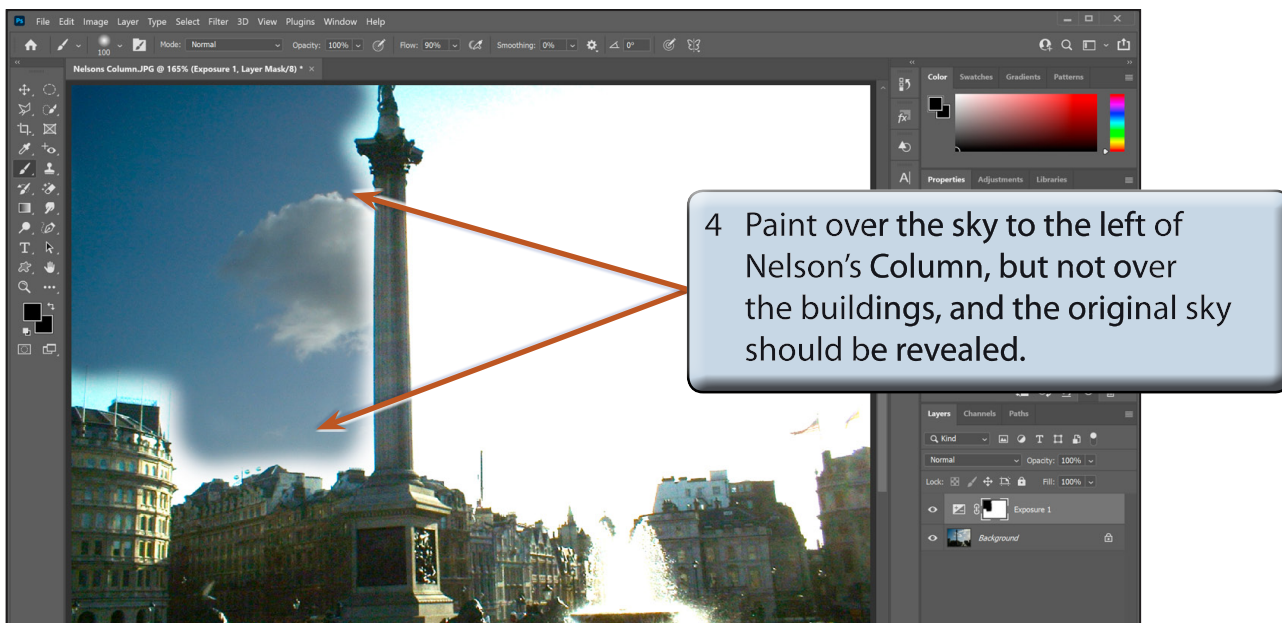 Ps File Edit Image Layer Type Select Filter 3D View Plugins Window Help
100 Mode: Normal Opacity: 100% Flow: 90% Smoothing: 0% 0°
Nelsons Column.JPG @ 165% (Exposure 1, Layer Mask/8) * ×
Color Swatches Gradients Patterns
Properties Adjustments Libraries
4 Paint over the sky to the left of
Nelson's Column, but not over
the buildings, and the original sky
should be revealed.
Layers Channels Paths
Kind
Normal Opacity: 100%
Lock: Fill: 100%
Exposure 1
Background